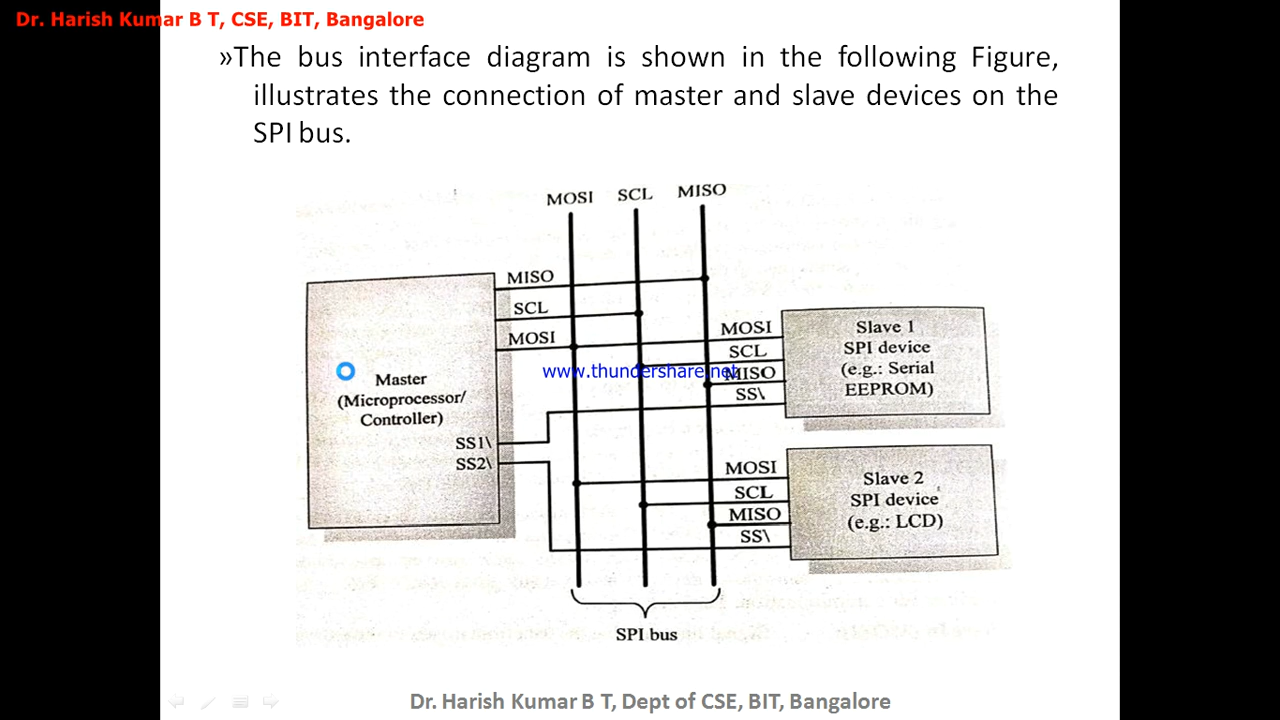 Dr. Harish Kumar B T, CSE, BIT, Bangalore
»The bus interface diagram is shown in the following Figure,
illustrates the connection of master and slave devices on the
SPI bus.
MOSI SCL MISO
MISO
SCL
MOSI
Master
(Microprocessor/
Controller)
SS1\
SS2\
www.thundershare.net
MOSI
SCL
MISO
SS\
Slave 1
SPI device
(e.g.: Serial
EEPROM)
MOSI
SCL
MISO
SS\
Slave 2
SPI device
(e.g.: LCD)
SPI bus
Dr. Harish Kumar B T, Dept of CSE, BIT, Bangalore